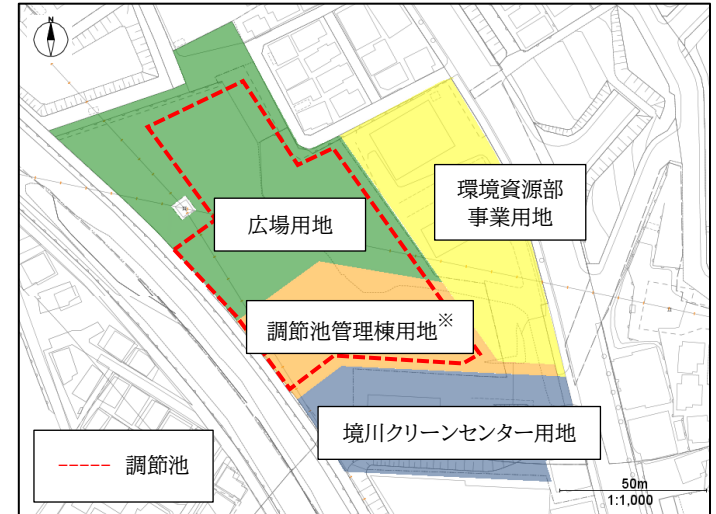 N
環境資源部
事業用地
広場用地
調節池管理棟用地※
境川クリーンセンター用地
調節池
50m
1:1,000